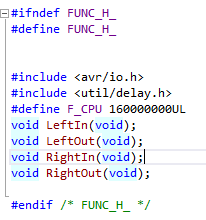 #ifndef FUNC_H_
#define FUNC_H_
#include <avr/io.h>
#include <util/delay.h>
#define F_CPU 160000000UL
void LeftIn(void);
void LeftOut(void);
void RightIn(void);
void RightOut(void);
#endif /* FUNC_H_ */